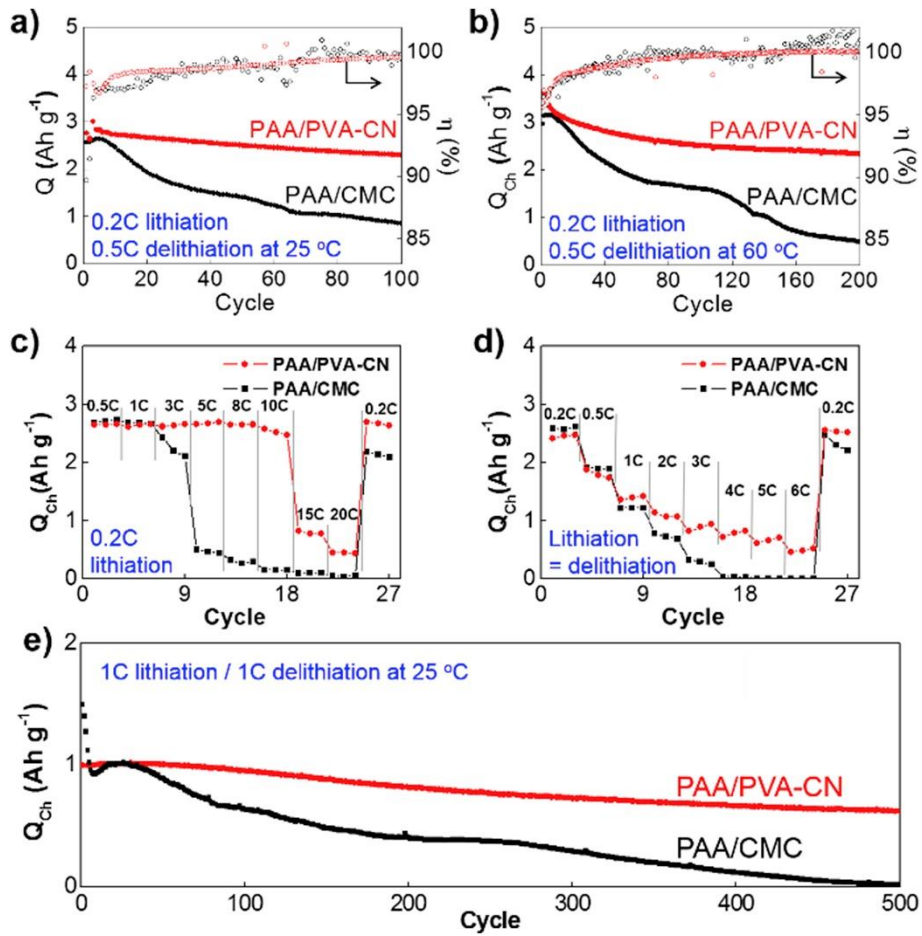 a)
5
4
3
2
1
0
Q (Ah g⁻¹)
100
95
90
85
η (%)
PAA/PVA-CN
PAA/CMC
0.2C lithiation
0.5C delithiation at 25 °C
0 20 40 60 80 100
Cycle
b)
5
4
3
2
1
0
Q_Ch (Ah g⁻¹)
100
95
90
85
η (%)
PAA/PVA-CN
PAA/CMC
0.2C lithiation
0.5C delithiation at 60 °C
0 40 80 120 160 200
Cycle
c)
4
3
2
1
0
Q_Ch (Ah g⁻¹)
PAA/PVA-CN
PAA/CMC
0.5C 1C 3C 5C 8C 10C 0.2C
15C 20C
0.2C
lithiation
0 9 18 27
Cycle
d)
4
3
2
1
0
Q_Ch (Ah g⁻¹)
PAA/PVA-CN
PAA/CMC
0.2C 0.5C 0.2C
1C 2C 3C
4C 5C 6C
Lithiation
= delithiation
0 9 18 27
Cycle
e)
2
1
0
Q_Ch (Ah g⁻¹)
1C lithiation / 1C delithiation at 25 °C
PAA/PVA-CN
PAA/CMC
0 100 200 300 400 500
Cycle